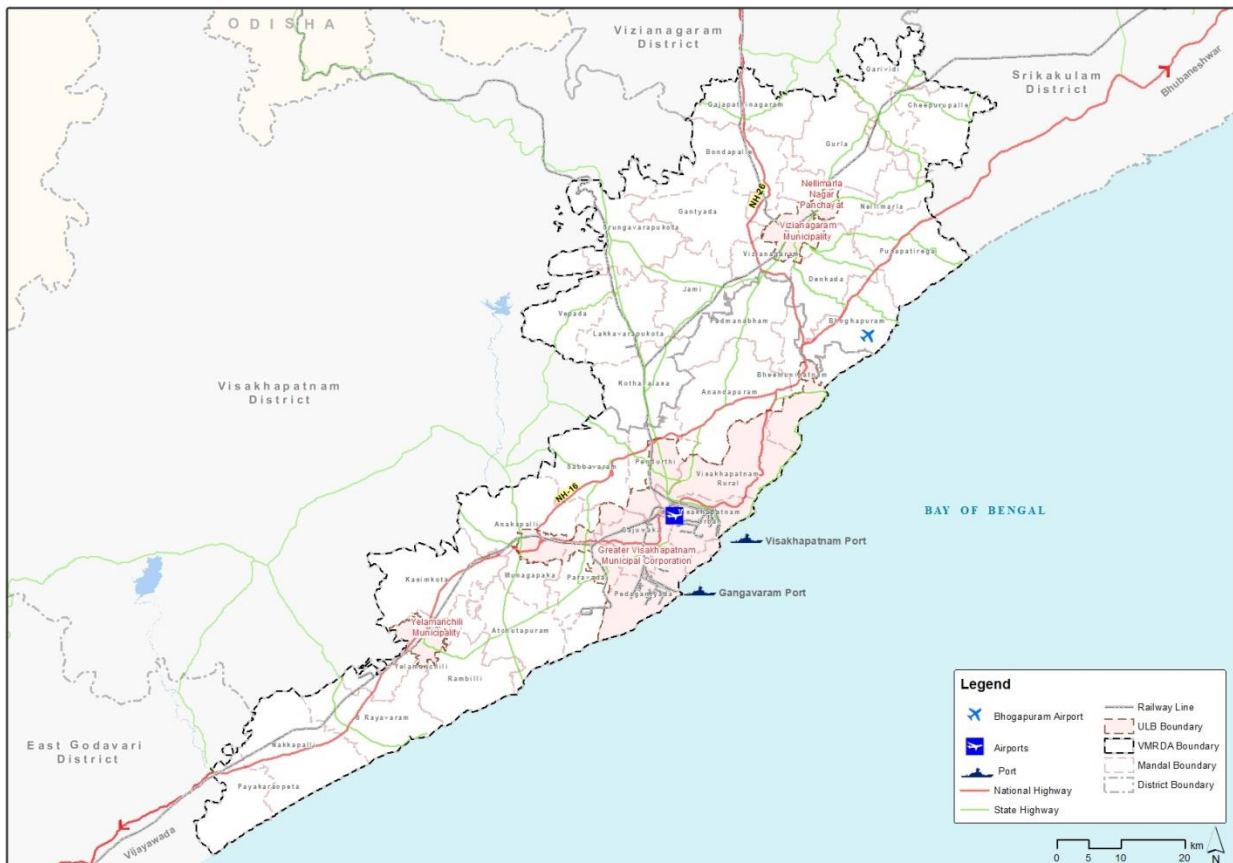 ODISHA
Vizianagaram
District
Srikakulam
District
Bhubaneshwar
Garividi
Cheepurupalle
Gajapathinagaram
Gurla
Bondapalle
NH-26
Nellimarla
Nagar
Panchayat
Nellimarla
Gantyada
Srungavarapukota
Vizianagaram
Municipality
Pusapatirega
Vizianagaram
Denkada
Jami
Vepada
Padmanabham
Bhoghapuram
Lakkavarapukota
Bheemunipatnam
Kothavalasa
Anandapuram
Visakhapatnam
District
Sabbavaram
Pendurthi
Visakhapatnam
Rural
NH-16
BAY OF BENGAL
Anakapalli
Gajuwaka
Visakhapatnam
Urban
Visakhapatnam Port
Greater Visakhapatnam
Municipal Corporation
Kasimkota
Munagapaka
Paravada
Pedagantyada
Gangavaram Port
Yelamanchili
Municipality
Atchutapuram
Yelamanchili
Rambilli
S Rayavaram
East Godavari
District
Nakkapalli
Payakaraopeta
Vijayawada
Legend
Bhogapuram Airport
Airports
Port
National Highway
State Highway
Railway Line
ULB Boundary
VMRDA Boundary
Mandal Boundary
District Boundary
km
0 5 10 20
N